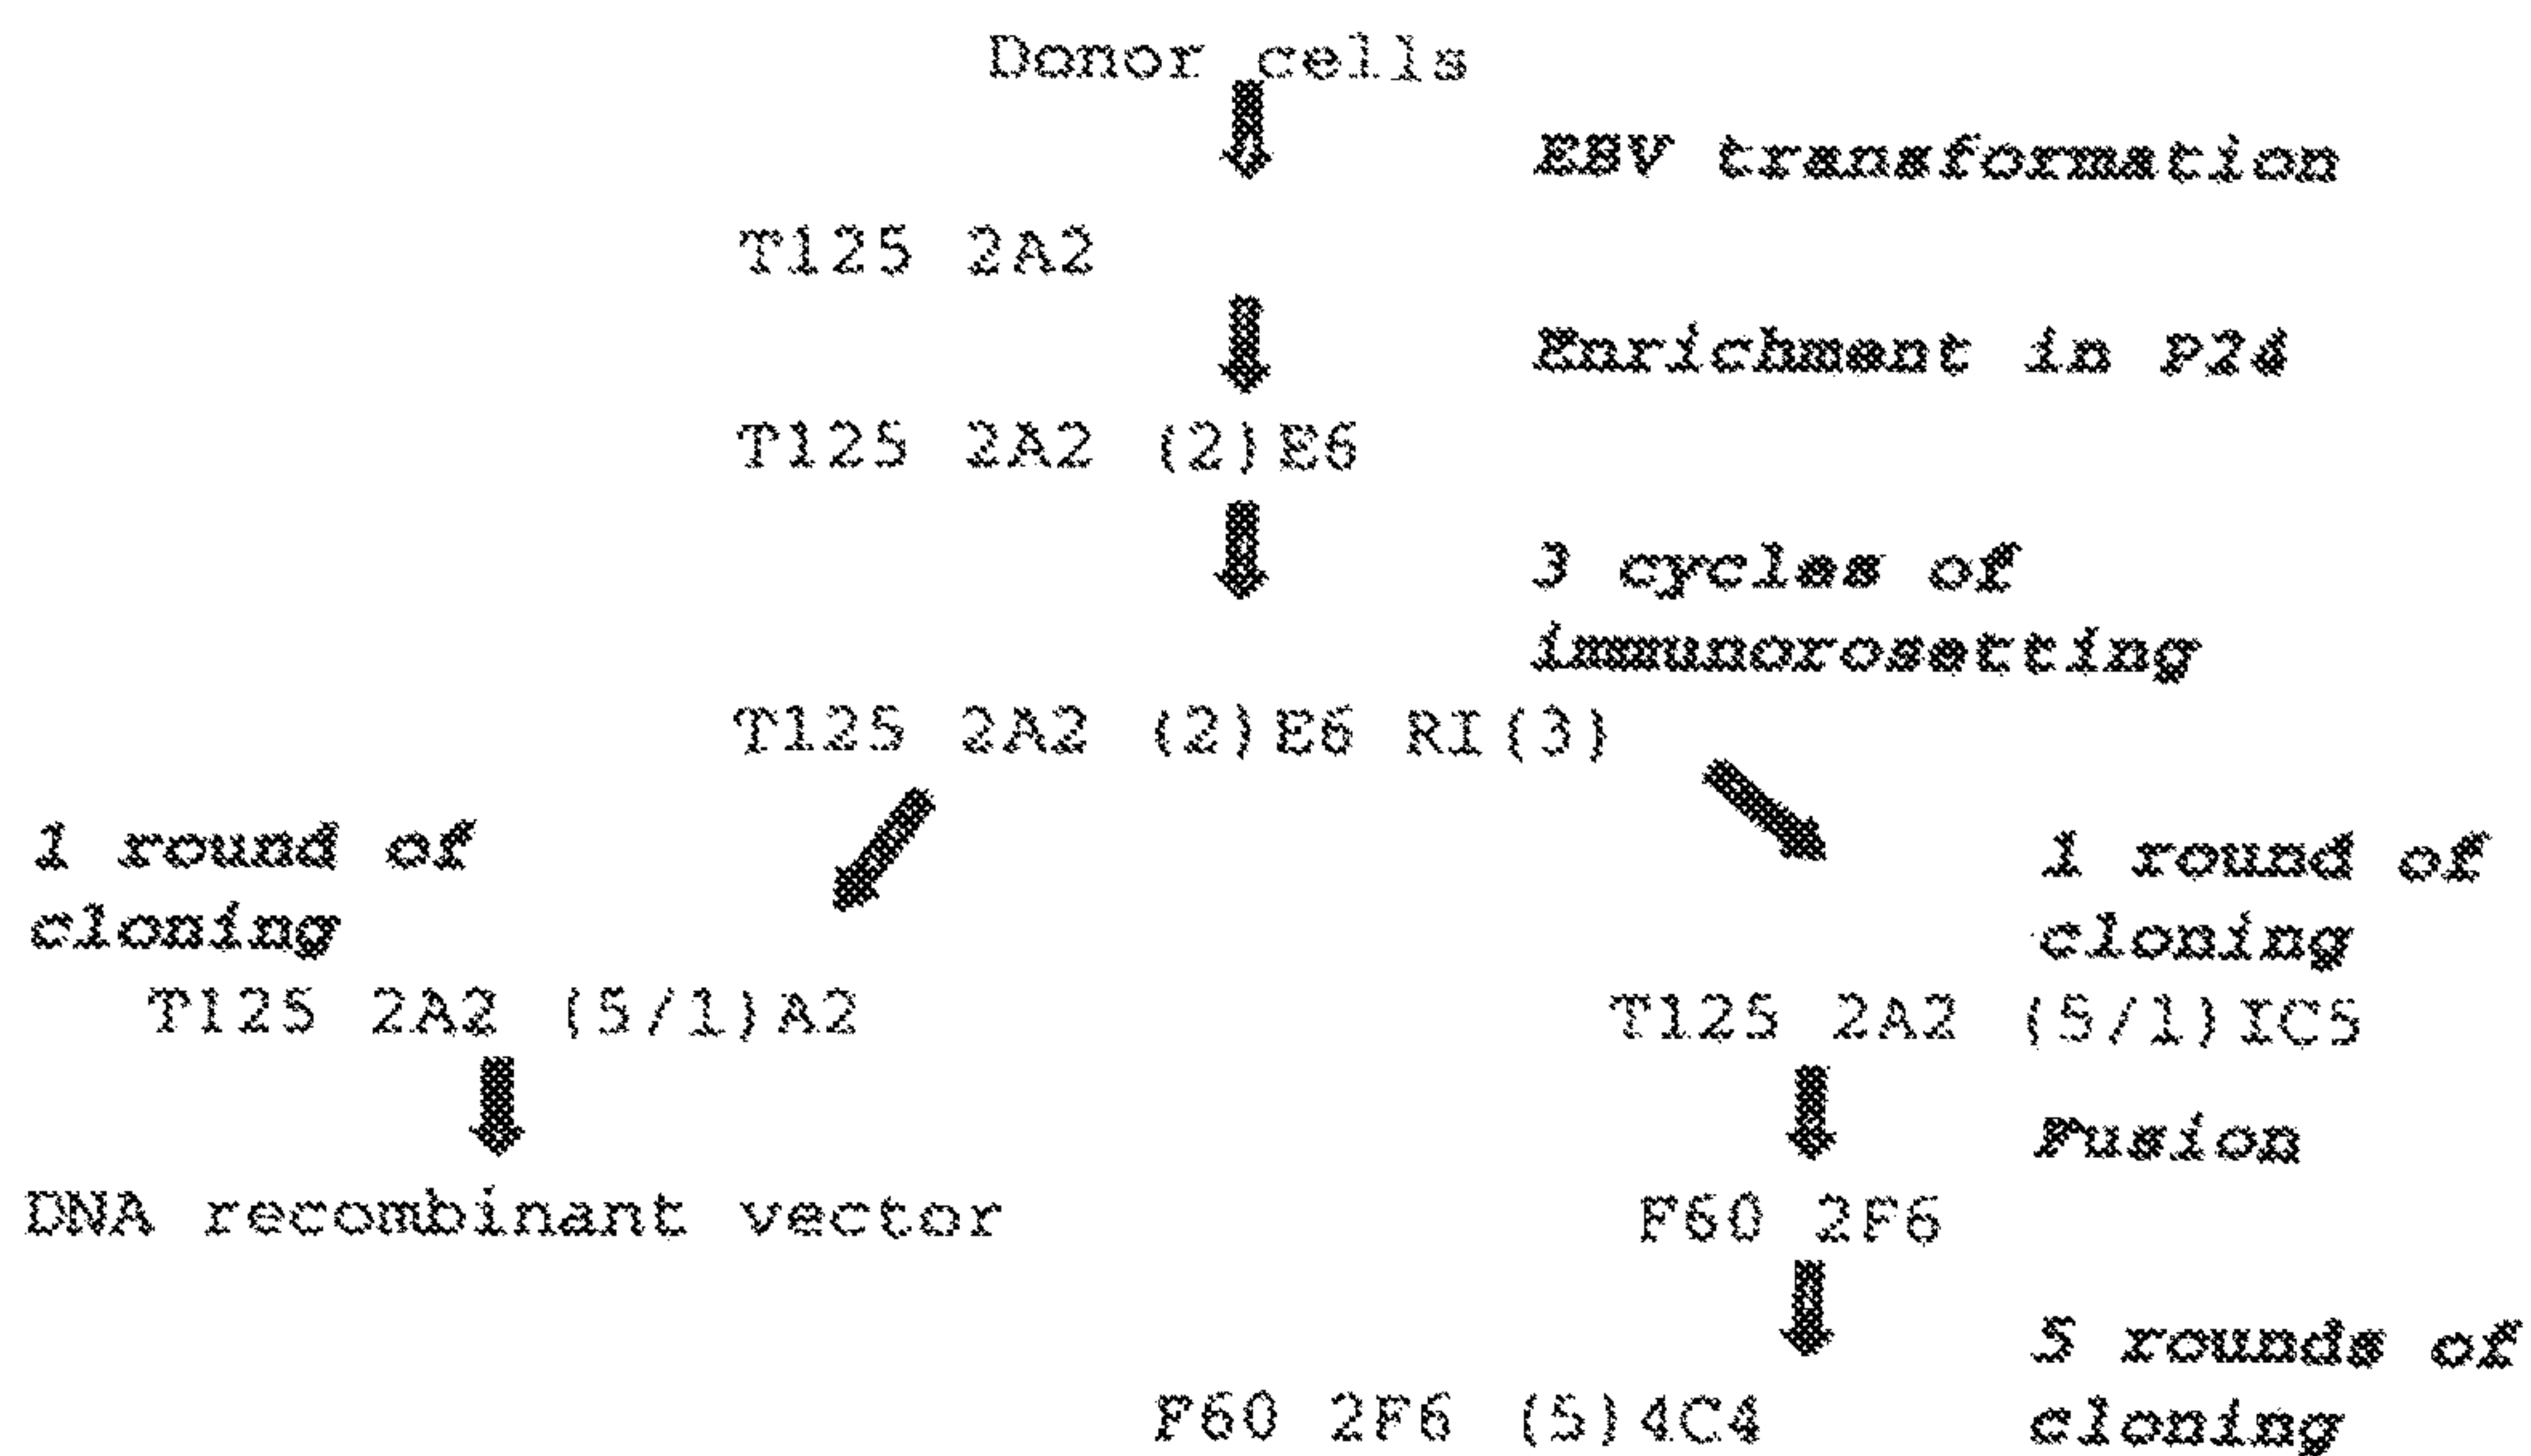 Donor cells
EBV transformation
T125 2A2
Enrichment in P24
T125 2A2 (2)E6
3 cycles of
immunorosetting
T125 2A2 (2)E6 RI(3)
1 round of
cloning
1 round of
cloning
T125 2A2 (5/1)A2
T125 2A2 (5/1)IC5
Fusion
DNA recombinant vector
F60 2F6
5 rounds of
cloning
F60 2F6 (5)4C4